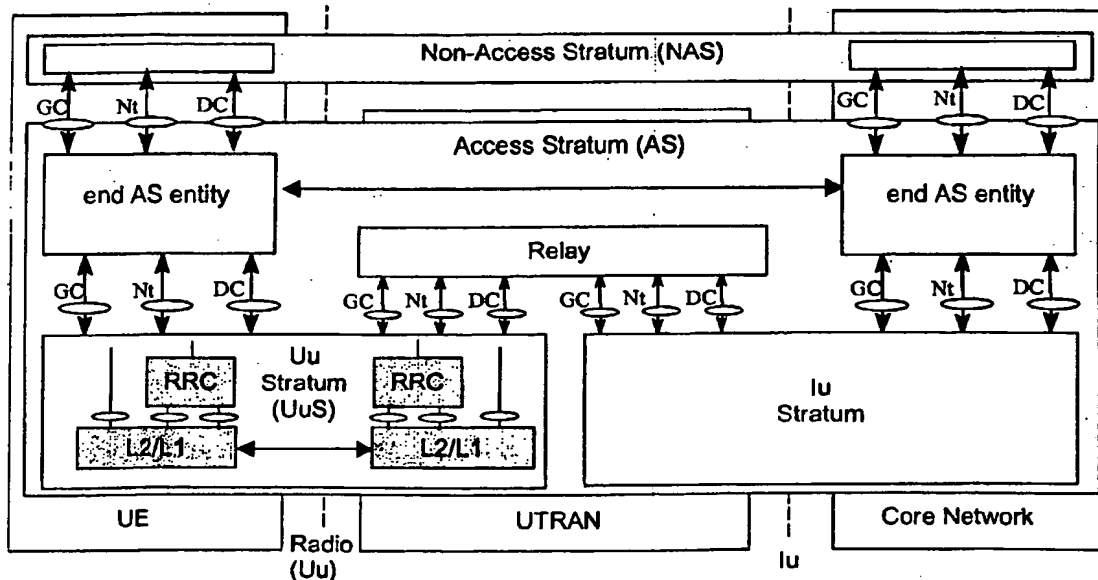 Non-Access Stratum (NAS)
GC Nt DC GC Nt DC
Access Stratum (AS)
end AS entity end AS entity
Relay
GC Nt DC GC Nt DC GC Nt DC GC Nt DC
RRC Uu RRC
Stratum
(UuS)
Iu
Stratum
L2/L1 L2/L1
UE UTRAN Core Network
Radio
(Uu)
Iu